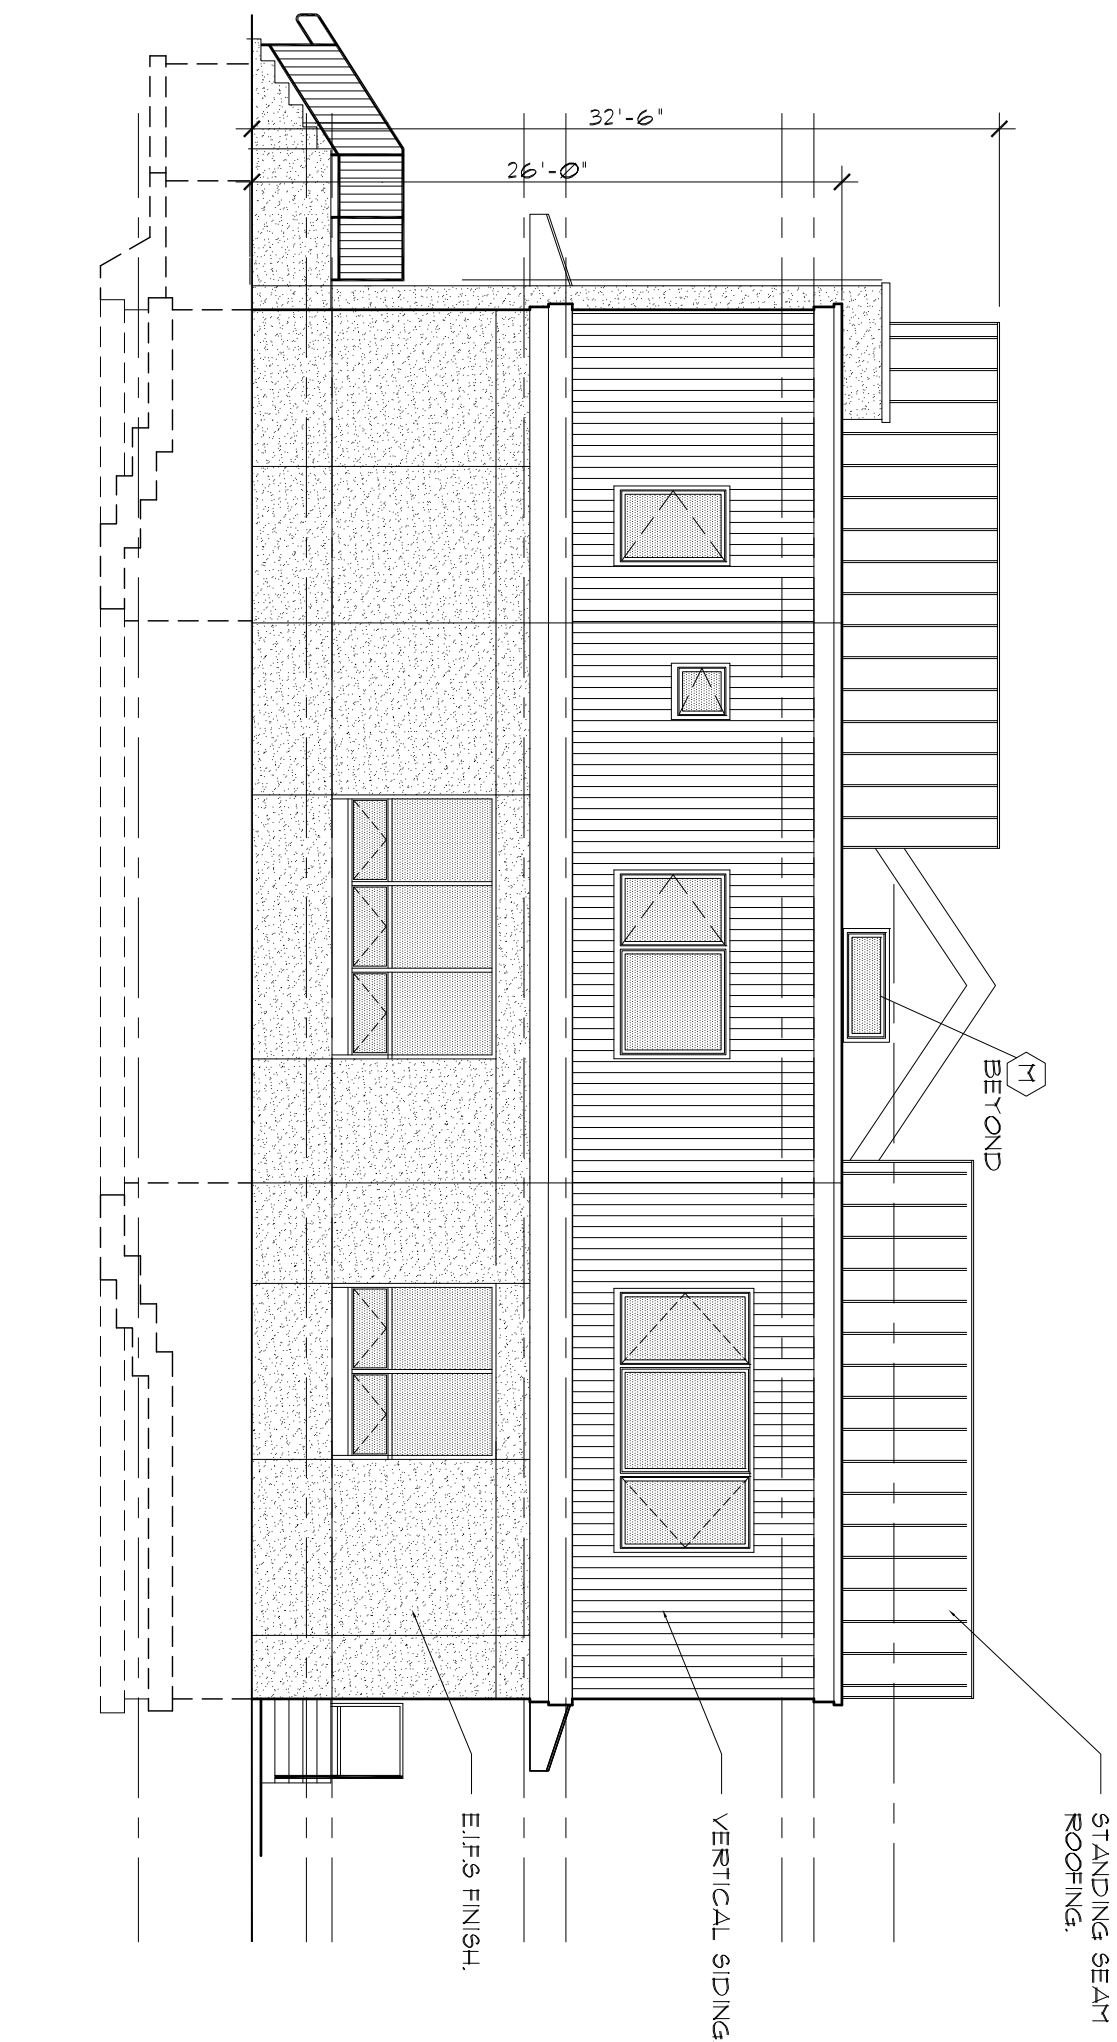 32'-6"
26'-0"
M
BEYOND
STANDING SEAM
ROOFING.
VERTICAL SIDING
E.I.F.S FINISH.